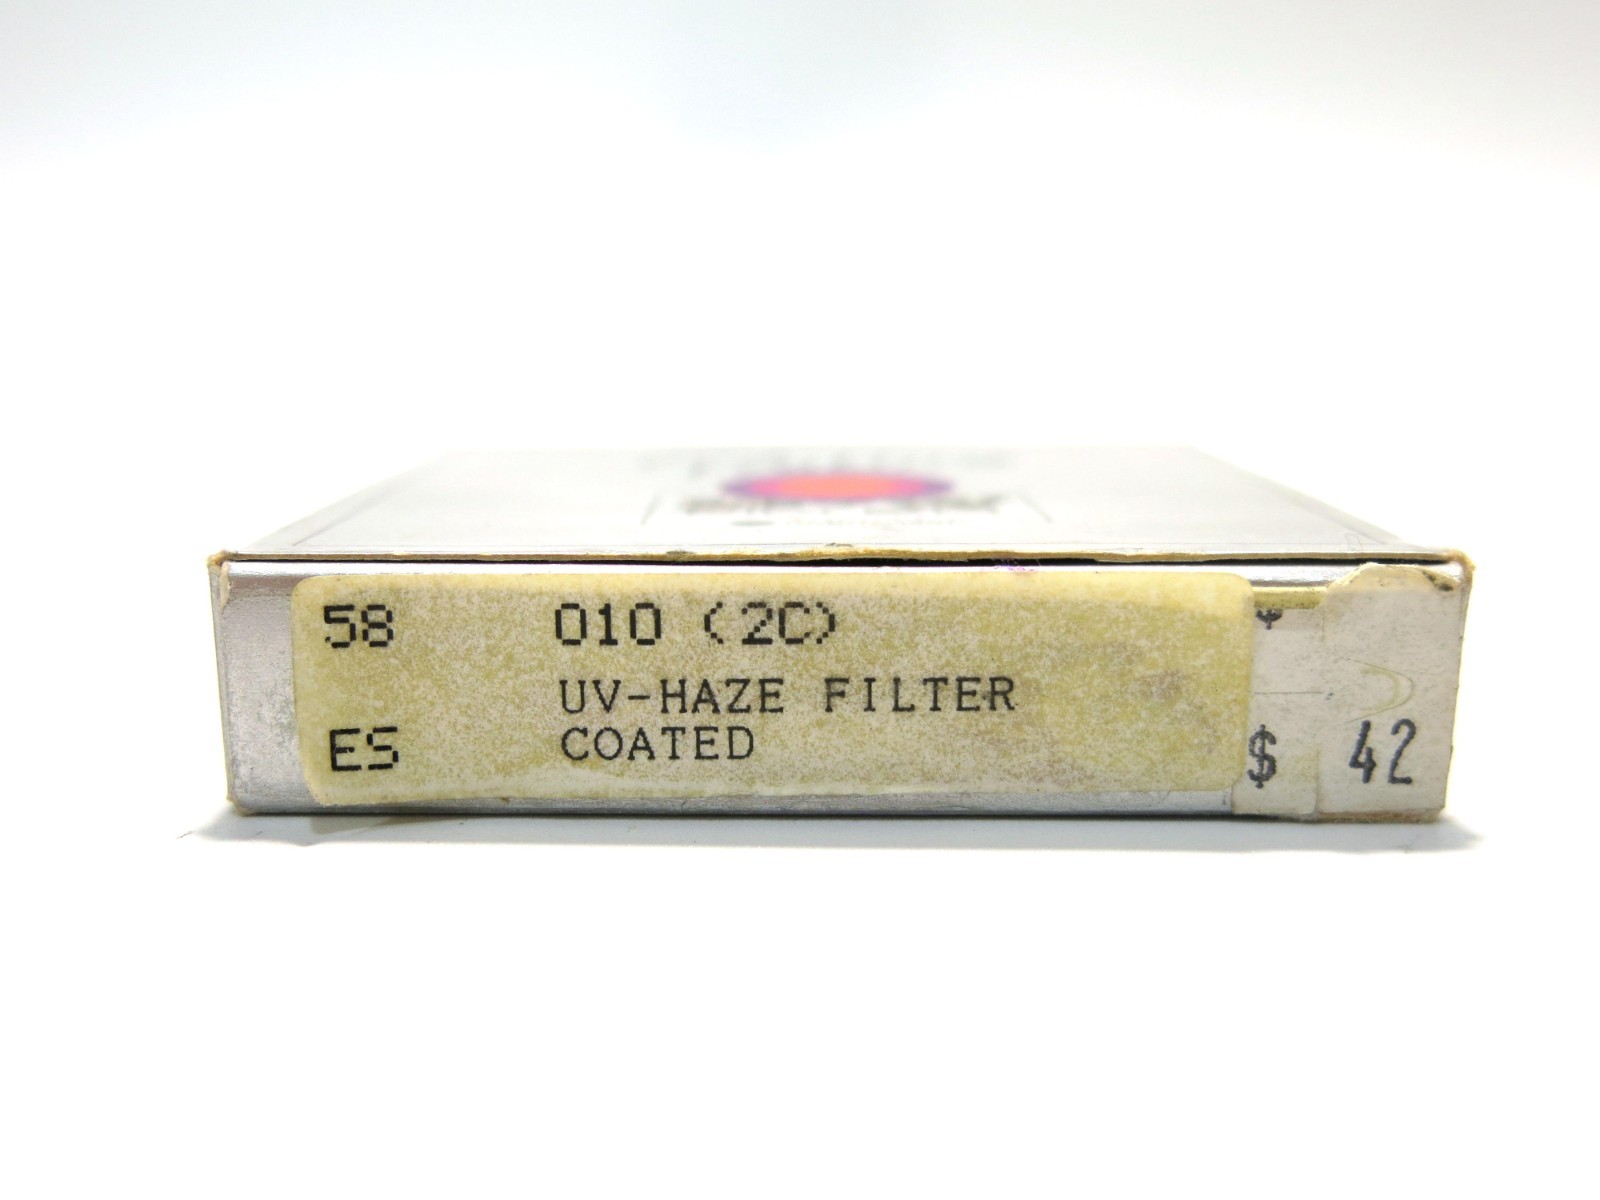 58 010 (2C)
UV-HAZE FILTER
ES COATED
$ 42